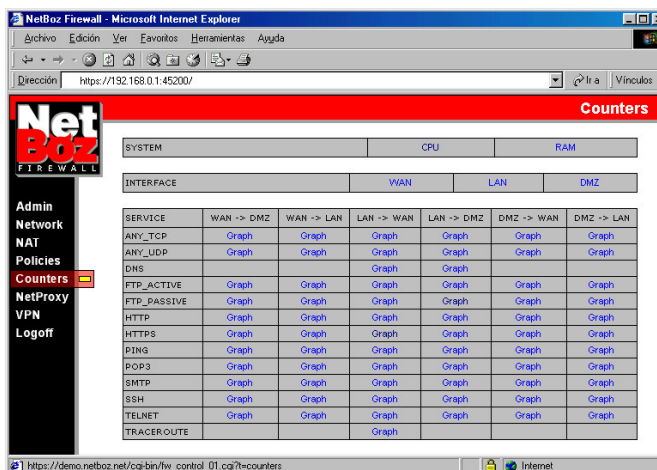 NetBoz Firewall - Microsoft Internet Explorer
Archivo Edición Ver Favoritos Herramientas Ayuda
Dirección https://192.168.0.1:45200/ Ir a Vínculos
Net Boz FIREWALL
Counters
SYSTEM CPU RAM
INTERFACE WAN LAN DMZ
Admin
Network
NAT
Policies
Counters
NetProxy
VPN
Logoff
SERVICE WAN -> DMZ WAN -> LAN LAN -> WAN LAN -> DMZ DMZ -> WAN DMZ -> LAN
ANY_TCP Graph Graph Graph Graph Graph Graph
ANY_UDP Graph Graph Graph Graph Graph Graph
DNS Graph Graph
FTP_ACTIVE Graph Graph Graph Graph Graph Graph
FTP_PASSIVE Graph Graph Graph Graph Graph Graph
HTTP Graph Graph Graph Graph Graph Graph
HTTPS Graph Graph Graph Graph Graph Graph
PING Graph Graph Graph Graph Graph Graph
POP3 Graph Graph Graph Graph Graph Graph
SMTP Graph Graph Graph Graph Graph Graph
SSH Graph Graph Graph Graph Graph Graph
TELNET Graph Graph Graph Graph Graph Graph
TRACEROUTE Graph
https://demo.netboz.net/cgi-bin/fw_control_01.cgi?t=counters Internet